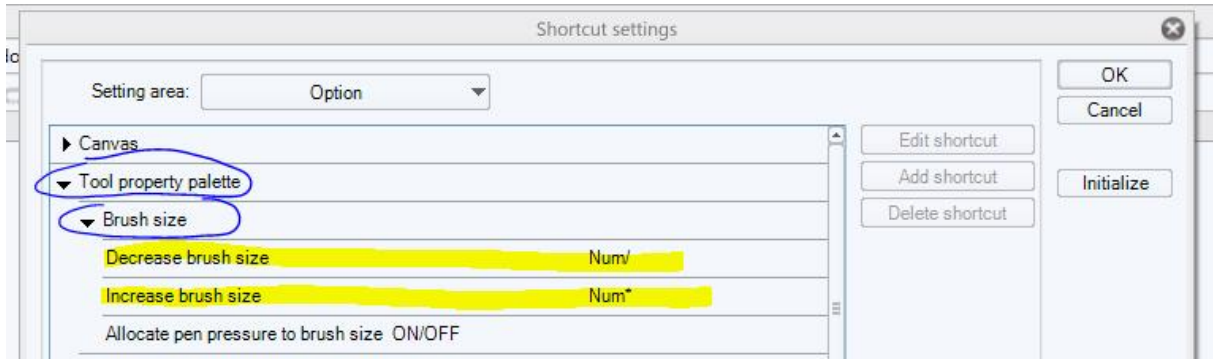 Shortcut settings
Setting area: Option
OK
Cancel
Canvas
Edit shortcut
Tool property palette
Add shortcut
Initialize
Brush size
Delete shortcut
Decrease brush size Num/
Increase brush size Num*
Allocate pen pressure to brush size ON/OFF